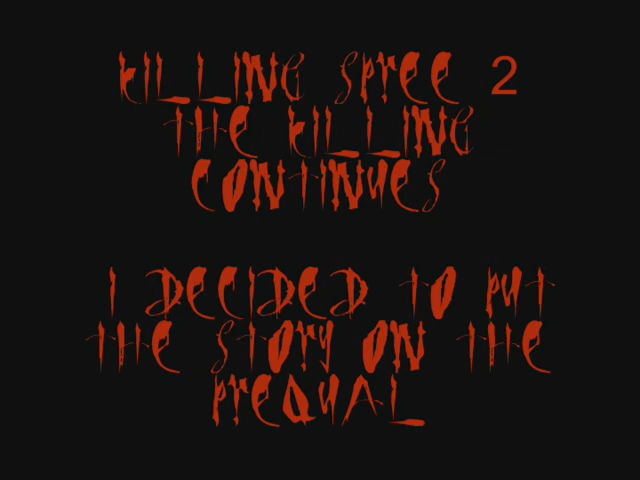 KILLING SPREE 2
THE KILLING
CONTINUES
I DECIDED TO PUT
THE STORY ON THE
PREQUAL